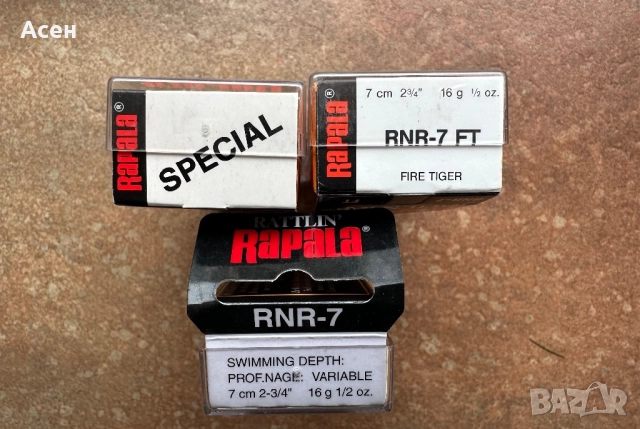 Асен
RAPALA®
SPECIAL
RAPALA®
7 cm 2¾" 16 g ½ oz.
RNR-7 FT
FIRE TIGER
RATTLIN'
RAPALA®
RNR-7
SWIMMING DEPTH:
PROF.NAGE: VARIABLE
7 cm 2-3/4" 16 g 1/2 oz.
BAZAR